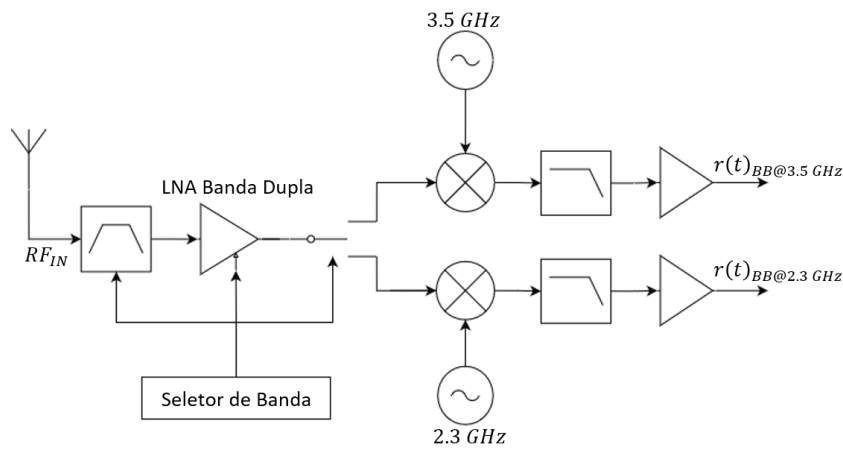 3.5 GHz
LNA Banda Dupla
r(t)BB@3.5 GHz
RFIN
r(t)BB@2.3 GHz
Seletor de Banda
2.3 GHz